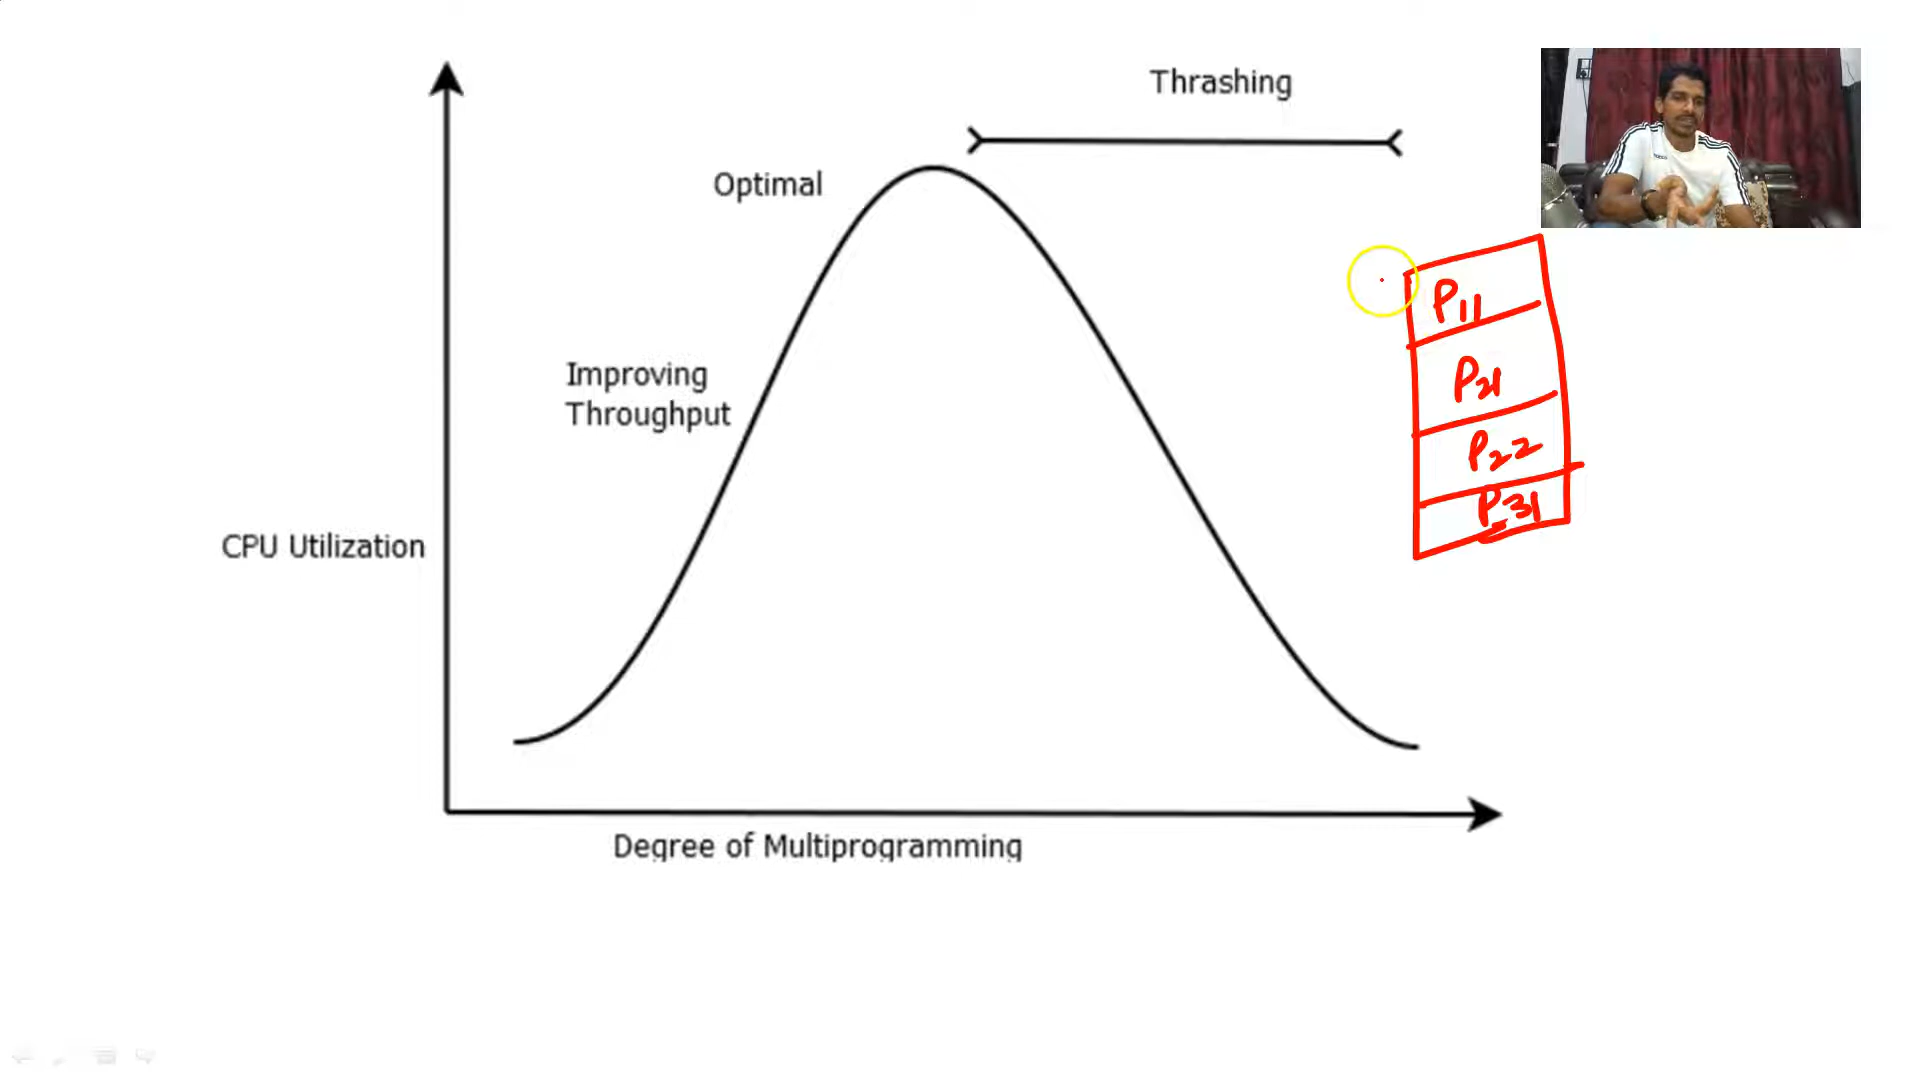 Thrashing
Optimal
Improving
Throughput
CPU Utilization
Degree of Multiprogramming
P11
P21
P22
P31